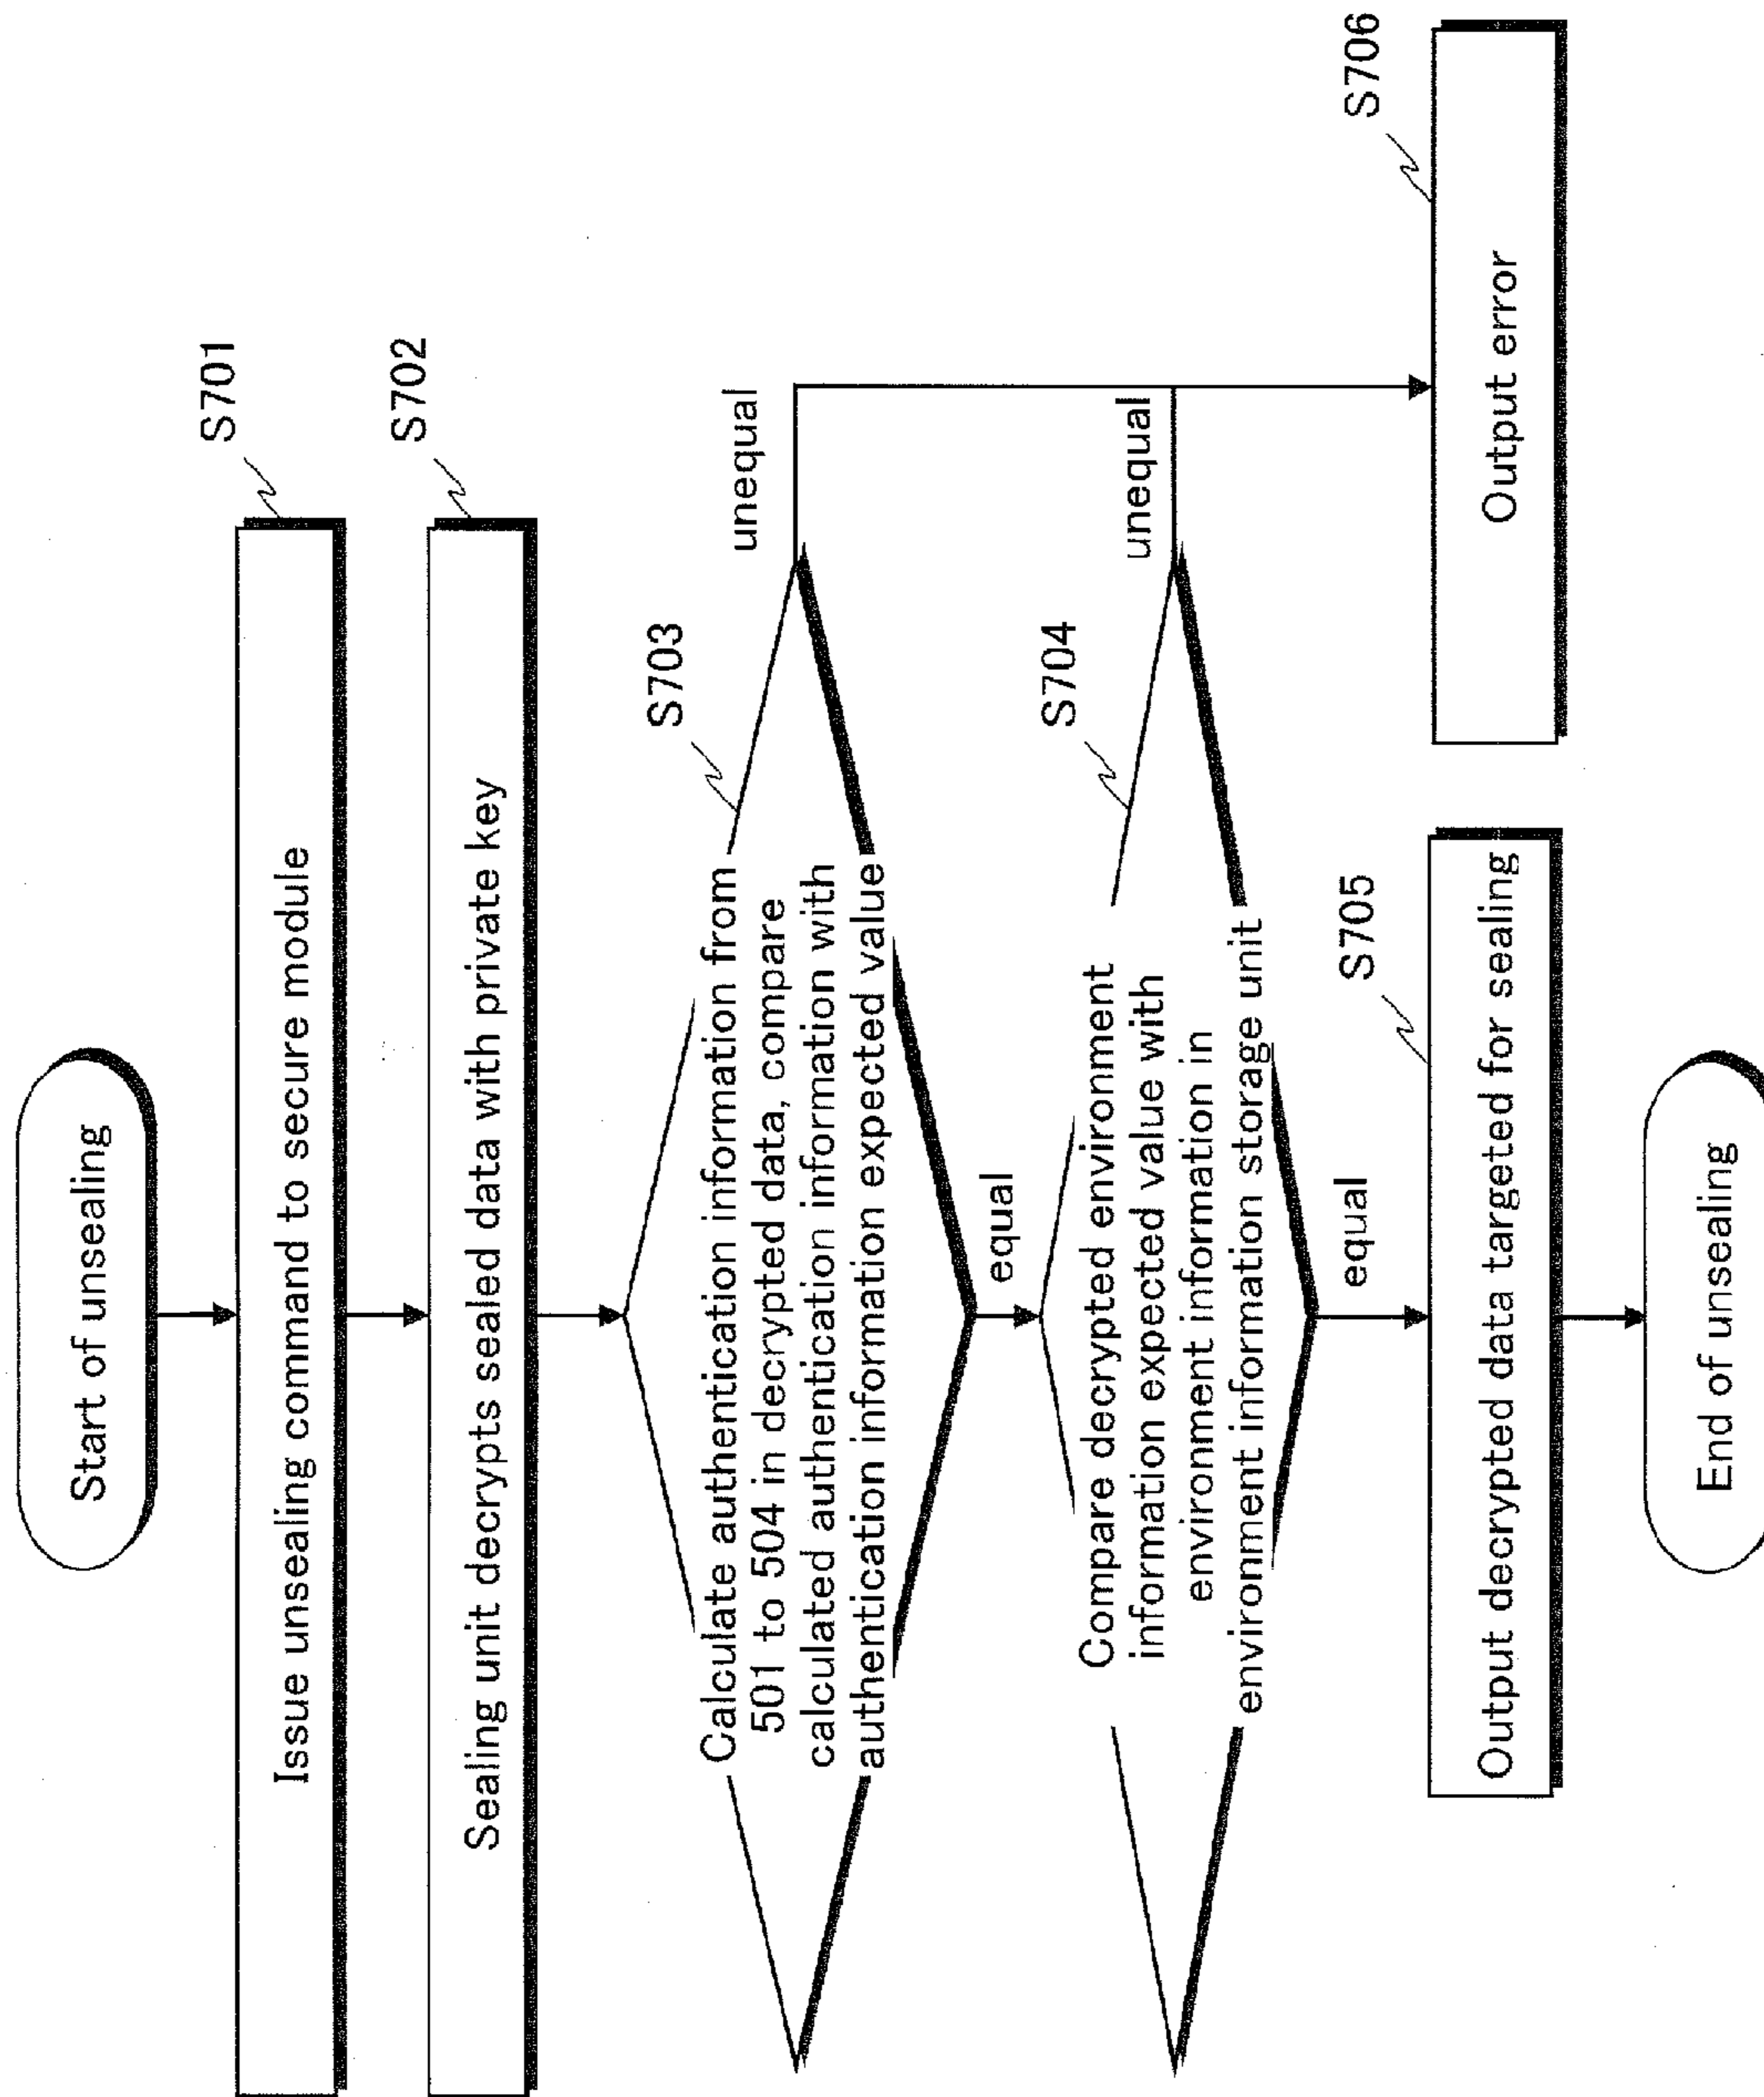 Start of unsealing
S701
Issue unsealing command to secure module
S702
Sealing unit decrypts sealed data with private key
S703
Calculate authentication information from
501 to 504 in decrypted data, compare
calculated authentication information with
authentication information expected value
unequal
equal
S704
Compare decrypted environment
information expected value with
environment information in
environment information storage unit
unequal
equal
S705
Output decrypted data targeted for sealing
S706
Output error
End of unsealing